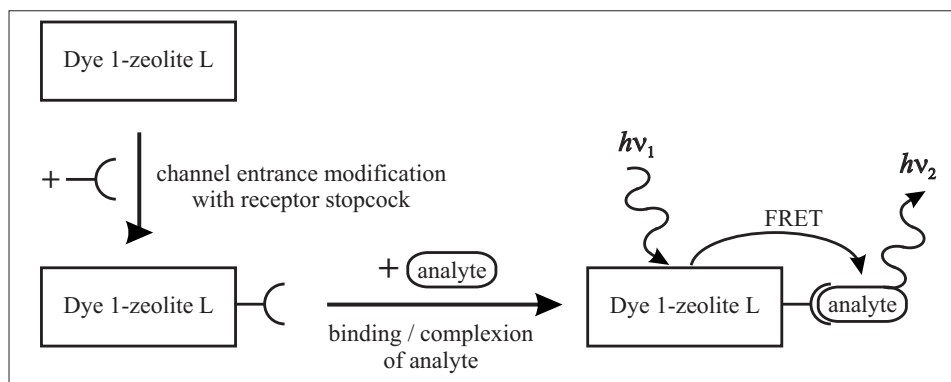 Dye 1-zeolite L
+
channel entrance modification
with receptor stopcock
Dye 1-zeolite L
+ analyte
binding / complexion
of analyte
hν1
FRET
hν2
Dye 1-zeolite L
analyte